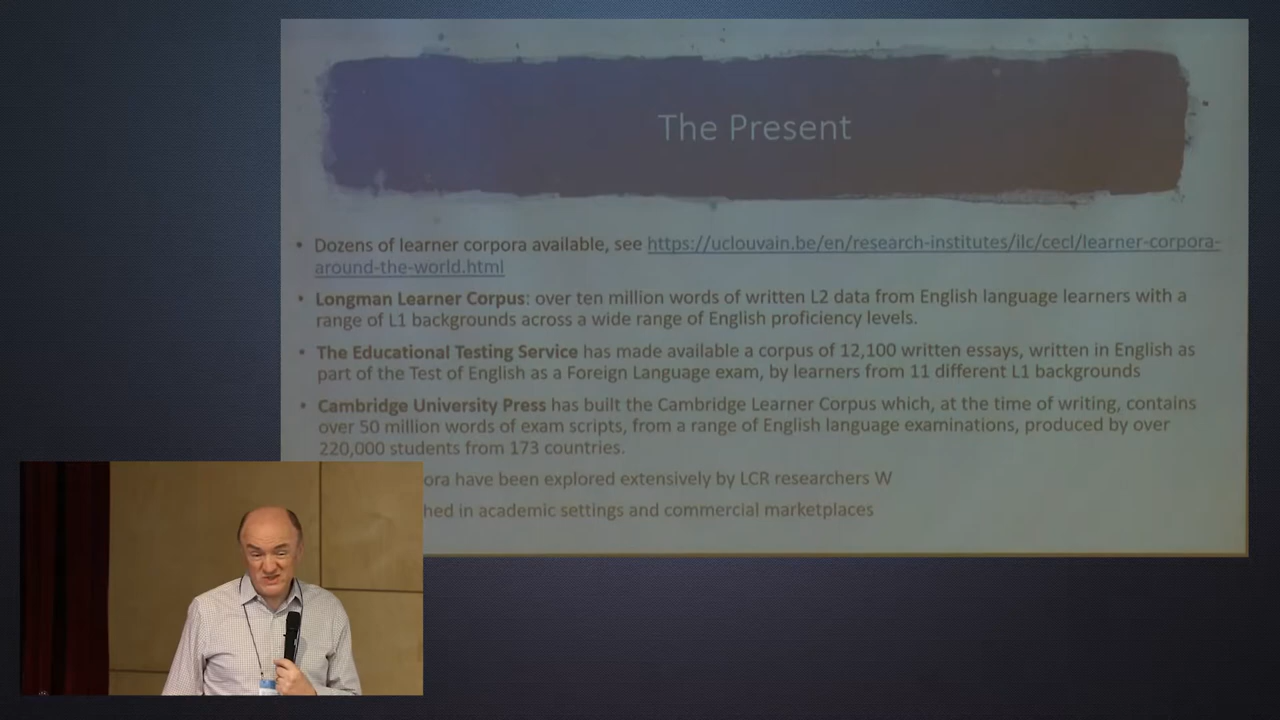 The Present
• Dozens of learner corpora available, see https://uclouvain.be/en/research-institutes/ilc/cecl/learner-corpora-
around-the-world.html
• Longman Learner Corpus: over ten million words of written L2 data from English language learners with a
range of L1 backgrounds across a wide range of English proficiency levels.
• The Educational Testing Service has made available a corpus of 12,100 written essays, written in English as
part of the Test of English as a Foreign Language exam, by learners from 11 different L1 backgrounds
• Cambridge University Press has built the Cambridge Learner Corpus which, at the time of writing, contains
over 50 million words of exam scripts, from a range of English language examinations, produced by over
220,000 students from 173 countries.
ora have been explored extensively by LCR researchers W
hed in academic settings and commercial marketplaces